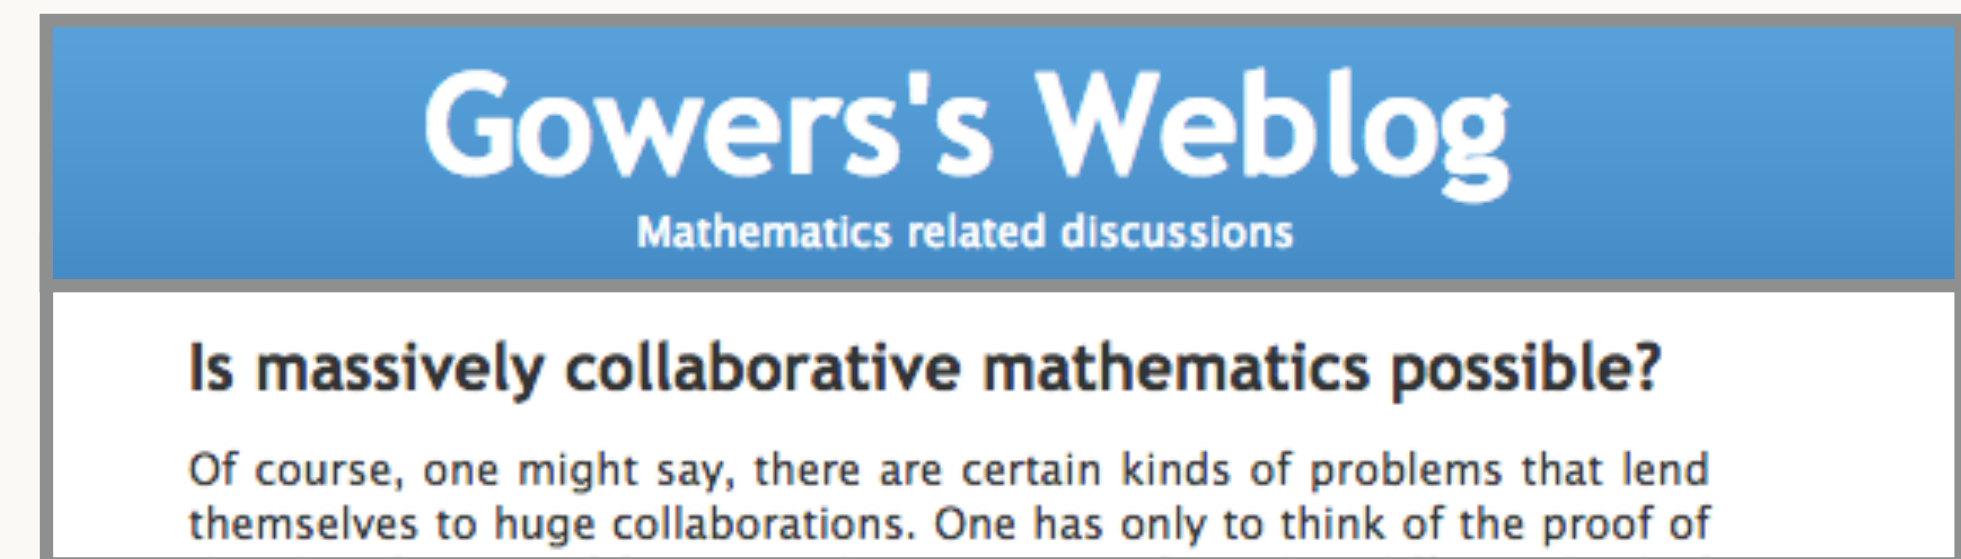 Gowers's Weblog
Mathematics related discussions
Is massively collaborative mathematics possible?
Of course, one might say, there are certain kinds of problems that lend
themselves to huge collaborations. One has only to think of the proof of